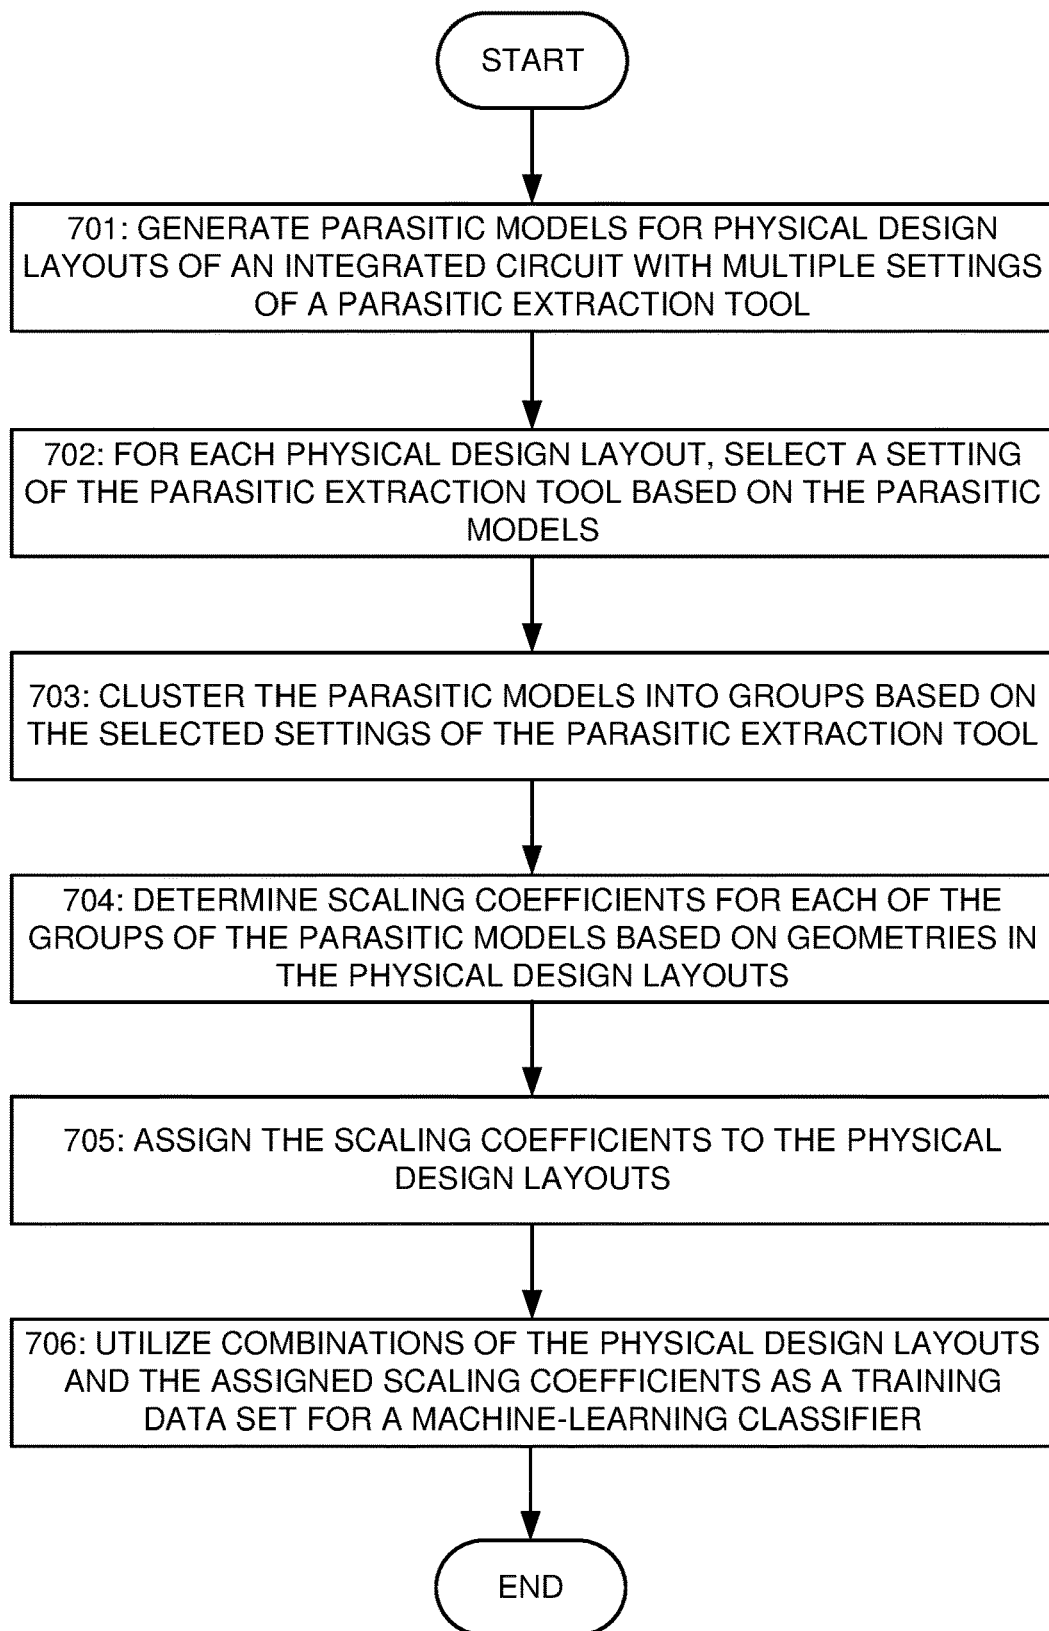 START
701: GENERATE PARASITIC MODELS FOR PHYSICAL DESIGN
LAYOUTS OF AN INTEGRATED CIRCUIT WITH MULTIPLE SETTINGS
OF A PARASITIC EXTRACTION TOOL
702: FOR EACH PHYSICAL DESIGN LAYOUT, SELECT A SETTING
OF THE PARASITIC EXTRACTION TOOL BASED ON THE PARASITIC
MODELS
703: CLUSTER THE PARASITIC MODELS INTO GROUPS BASED ON
THE SELECTED SETTINGS OF THE PARASITIC EXTRACTION TOOL
704: DETERMINE SCALING COEFFICIENTS FOR EACH OF THE
GROUPS OF THE PARASITIC MODELS BASED ON GEOMETRIES IN
THE PHYSICAL DESIGN LAYOUTS
705: ASSIGN THE SCALING COEFFICIENTS TO THE PHYSICAL
DESIGN LAYOUTS
706: UTILIZE COMBINATIONS OF THE PHYSICAL DESIGN LAYOUTS
AND THE ASSIGNED SCALING COEFFICIENTS AS A TRAINING
DATA SET FOR A MACHINE-LEARNING CLASSIFIER
END